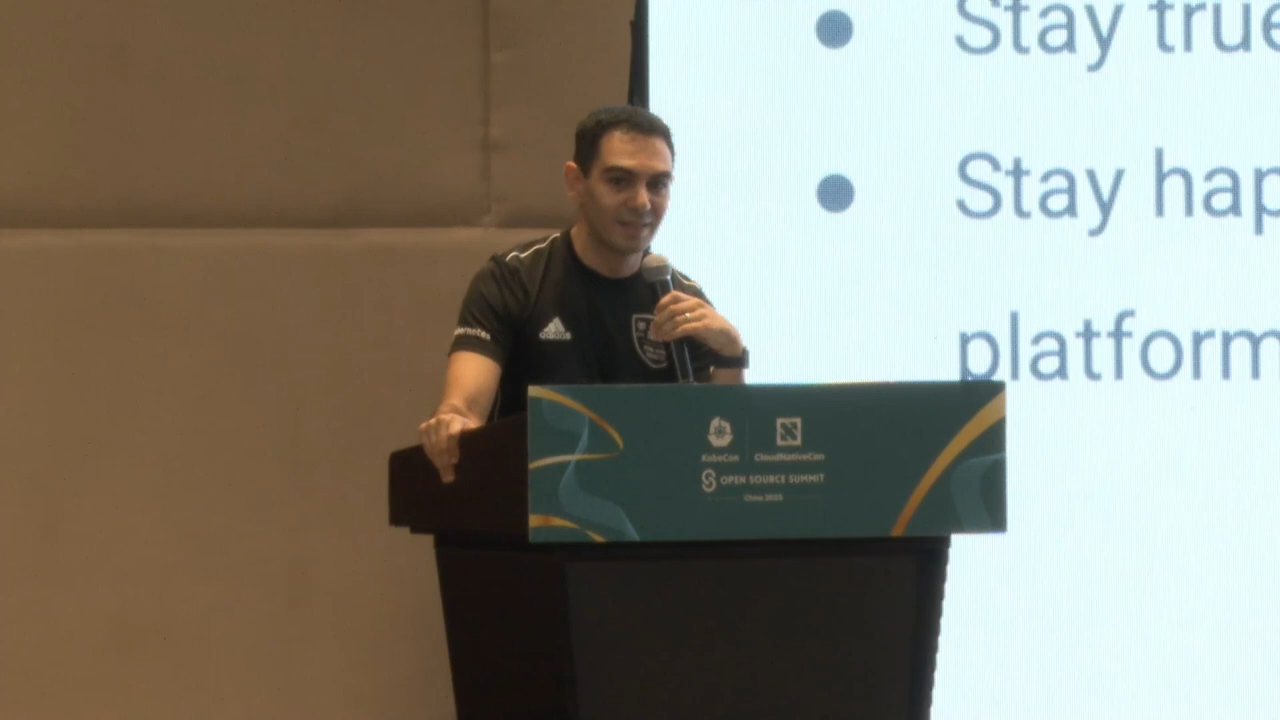 Stay true
Stay hap
platform
adidas
KubeCon
CloudNativeCon
OPEN SOURCE SUMMIT
China 2023